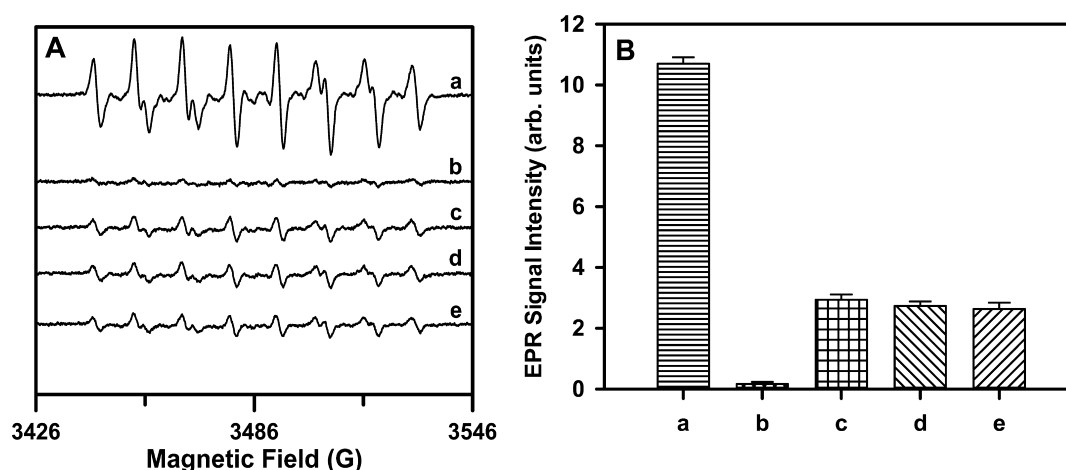 A
a
b
c
d
e
3426 3486 3546
Magnetic Field (G)
B
EPR Signal Intensity (arb. units)
12
10
8
6
4
2
0
a b c d e